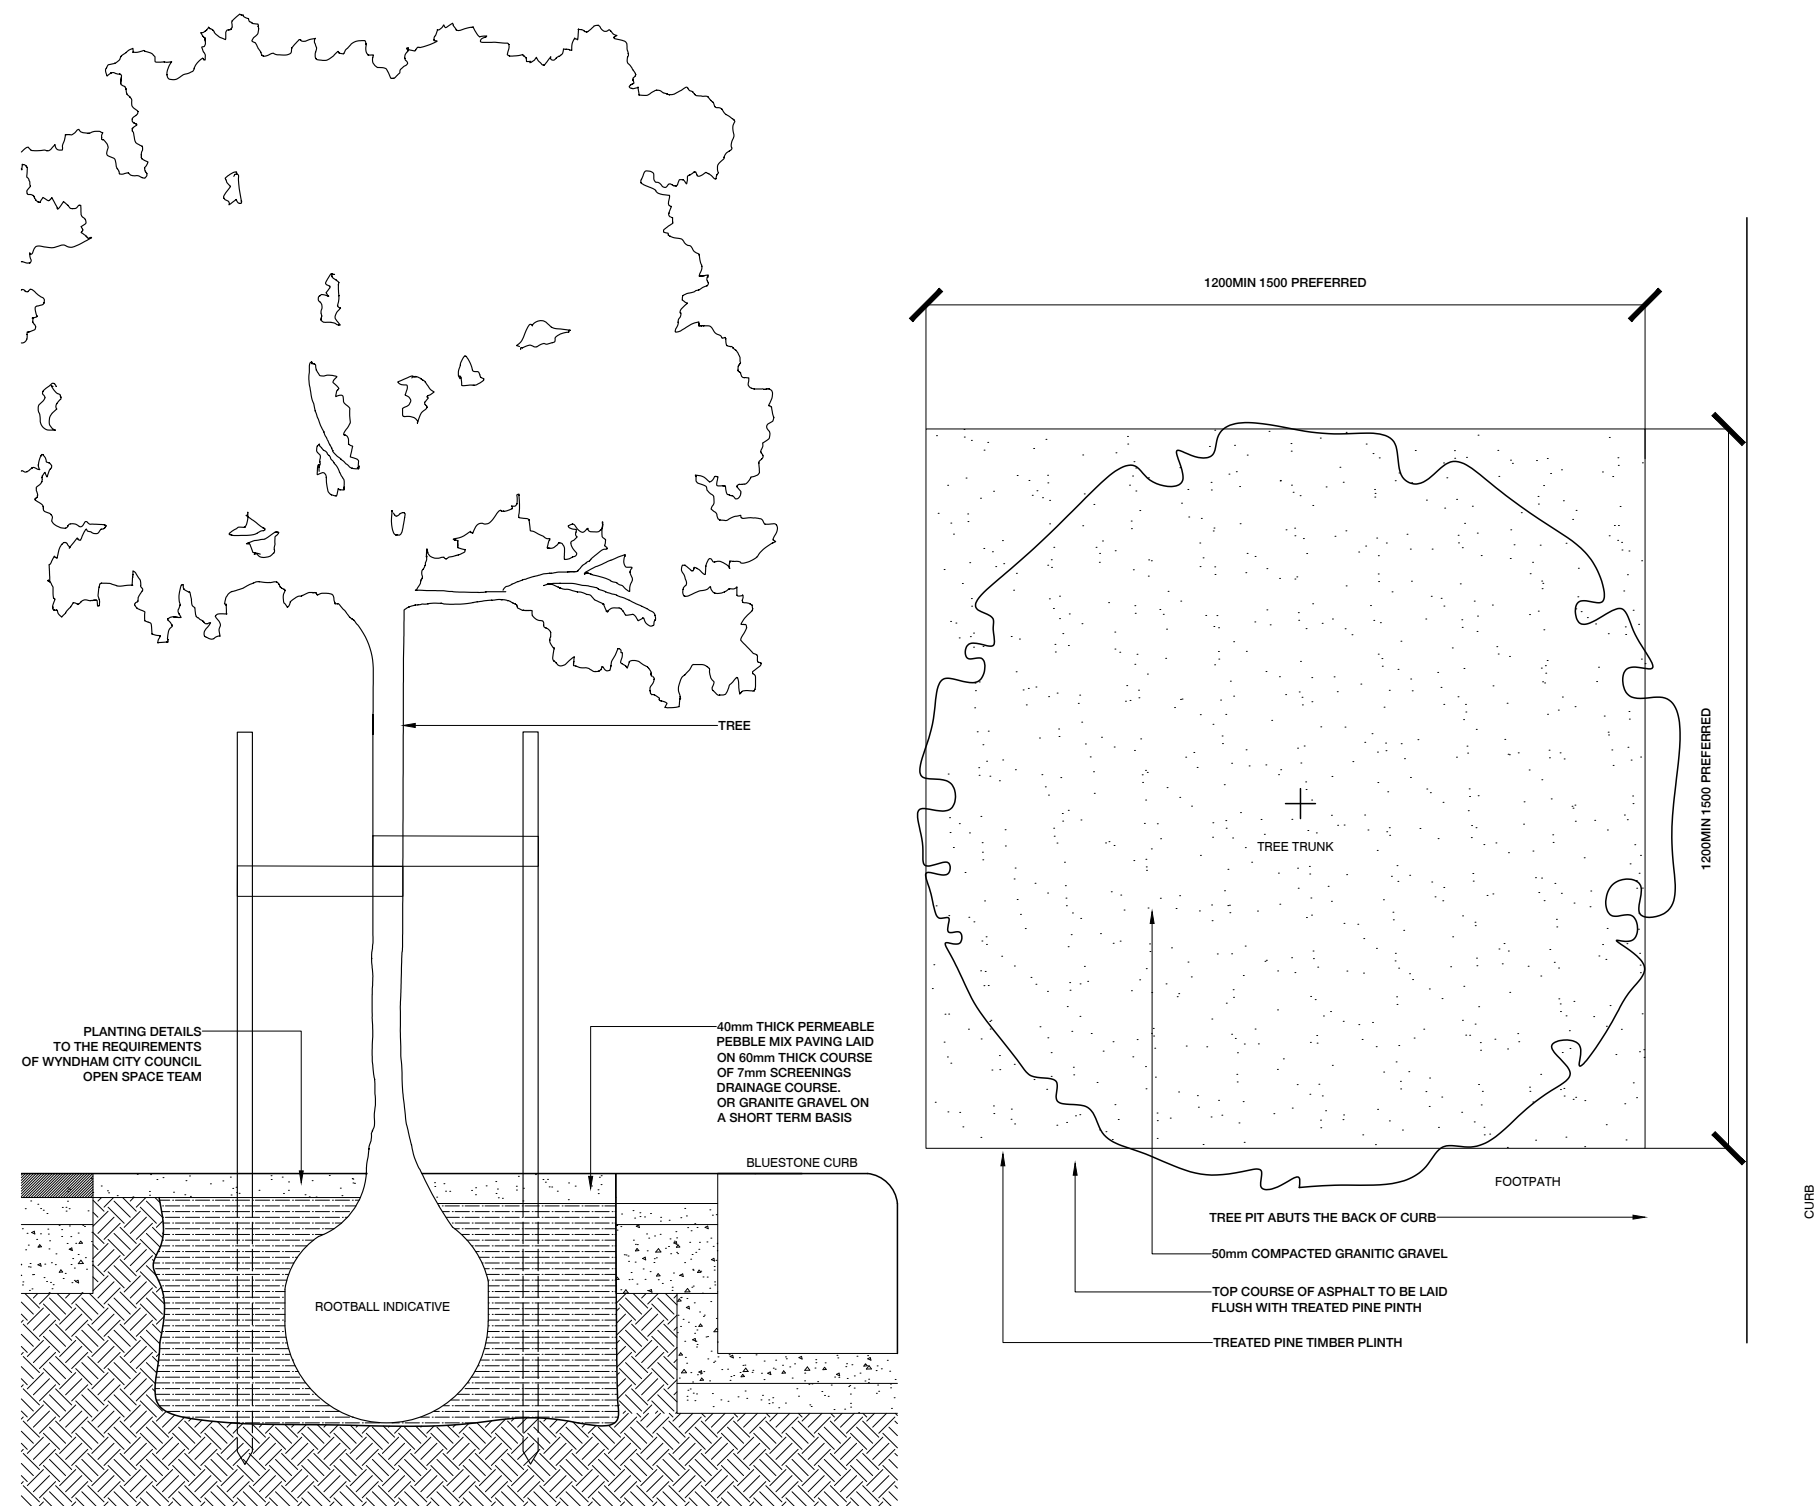 TREE
PLANTING DETAILS
TO THE REQUIREMENTS
OF WYNDHAM CITY COUNCIL
OPEN SPACE TEAM
40mm THICK PERMEABLE
PEBBLE MIX PAVING LAID
ON 60mm THICK COURSE
OF 7mm SCREENINGS
DRAINAGE COURSE.
OR GRANITE GRAVEL ON
A SHORT TERM BASIS
BLUESTONE CURB
ROOTBALL INDICATIVE
1200MIN 1500 PREFERRED
1200MIN 1500 PREFERRED
TREE TRUNK
FOOTPATH
CURB
TREE PIT ABUTS THE BACK OF CURB
50mm COMPACTED GRANITIC GRAVEL
TOP COURSE OF ASPHALT TO BE LAID
FLUSH WITH TREATED PINE PINTH
TREATED PINE TIMBER PLINTH